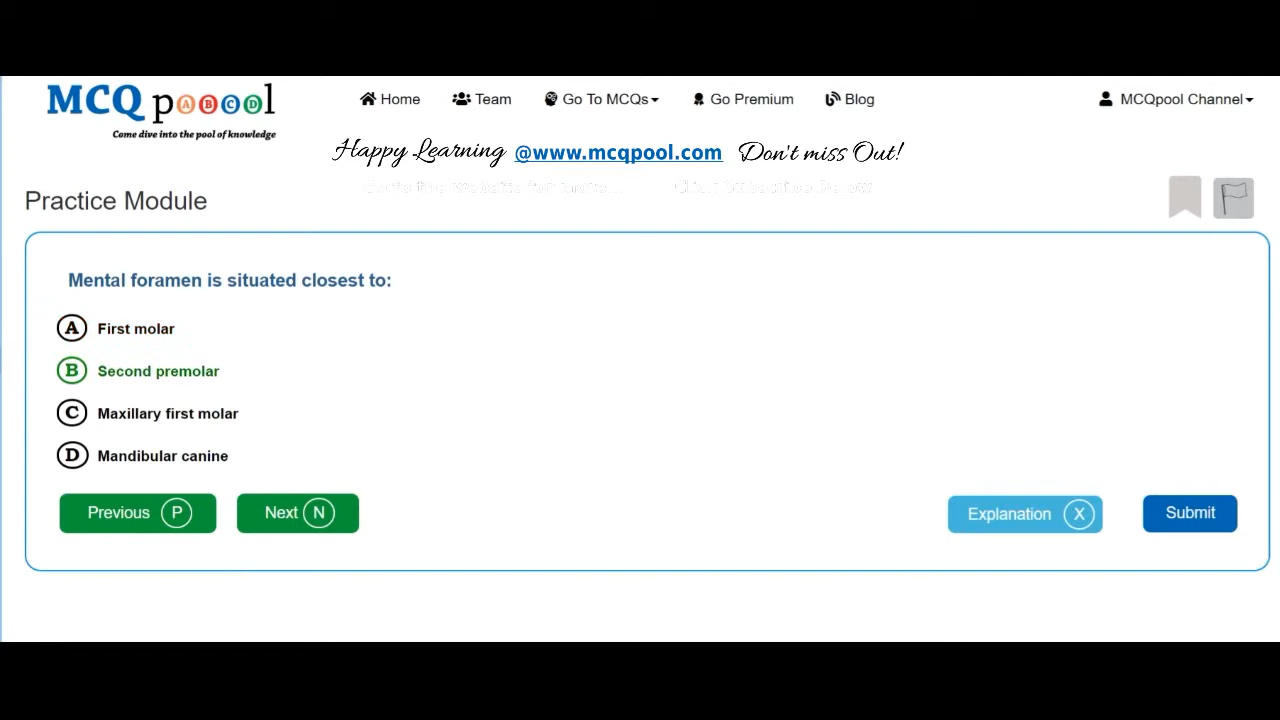 MCQ pABCDl
Come dive into the pool of knowledge
Home Team Go To MCQs Go Premium Blog MCQpool Channel
Happy Learning @www.mcqpool.com Don't miss Out!
Practice Module
Mental foramen is situated closest to:
A First molar
B Second premolar
C Maxillary first molar
D Mandibular canine
Previous P Next N Explanation X Submit